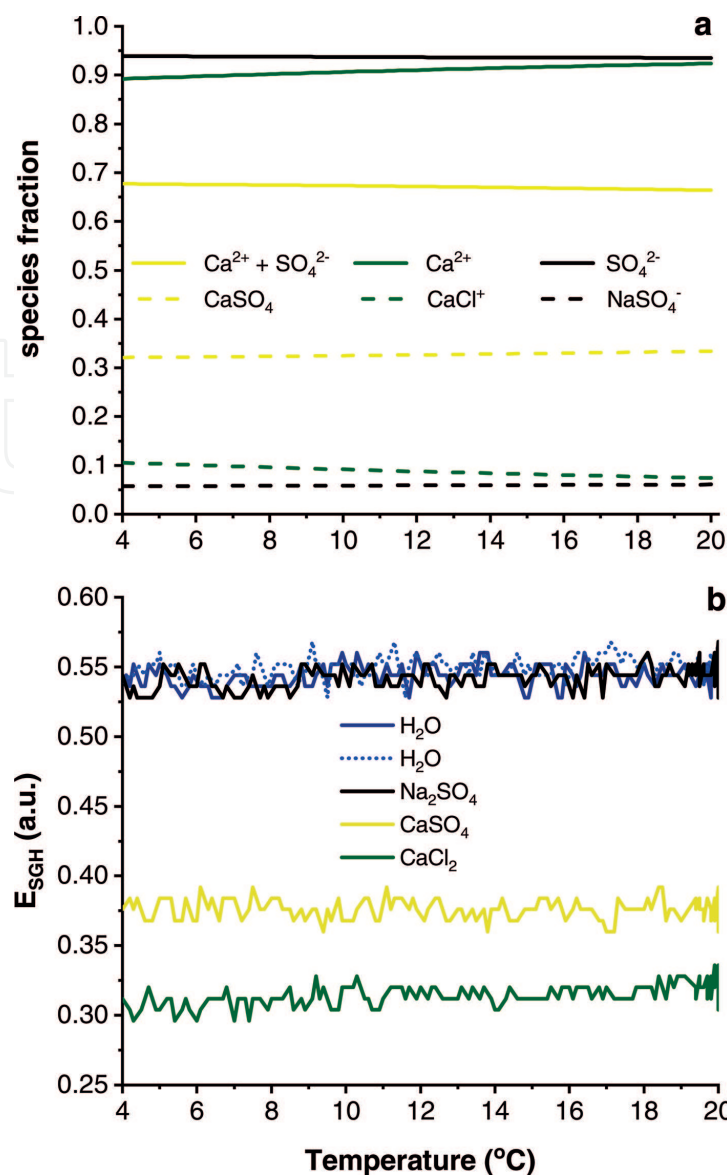 a
1.0
0.9
0.8
0.7
0.6
0.5
0.4
0.3
0.2
0.1
0.0
species fraction
Ca²⁺ + SO₄²⁻ Ca²⁺ SO₄²⁻
CaSO₄ CaCl⁺ NaSO₄⁻
4 6 8 10 12 14 16 18 20
b
0.60
0.55
0.50
0.45
0.40
0.35
0.30
0.25
E_SGH (a.u.)
H₂O
H₂O
Na₂SO₄
CaSO₄
CaCl₂
4 6 8 10 12 14 16 18 20
Temperature (ºC)